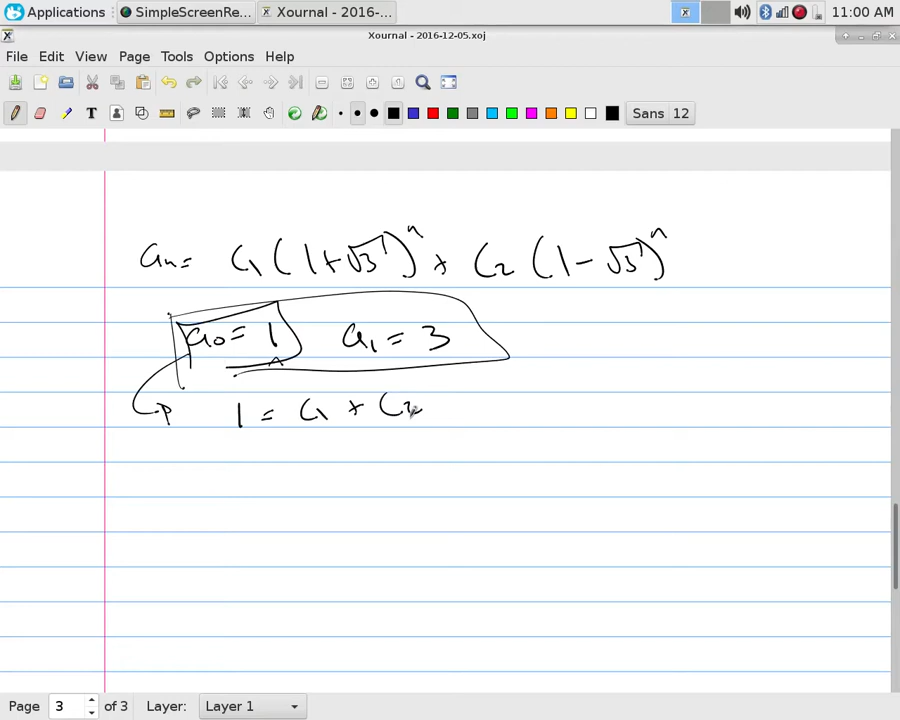 Applications SimpleScreenRe... Xournal - 2016-... 11:00 AM
Xournal - 2016-12-05.xoj
File Edit View Page Tools Options Help
T Sans 12
aₙ = C₁(1+√3)ⁿ + C₂(1-√3)ⁿ
a₀ = 1 a₁ = 3
1 = C₁ + C₂
Page 3 of 3 Layer: Layer 1